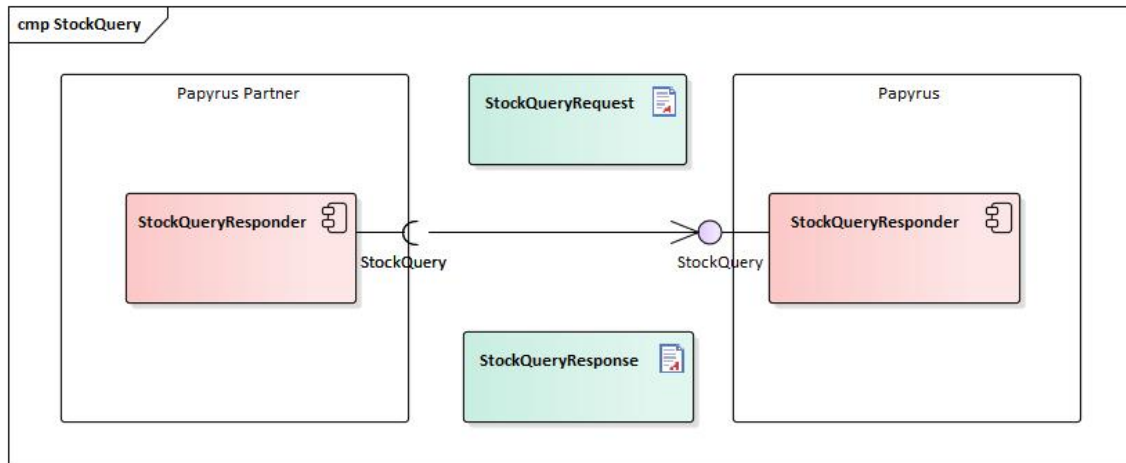 cmp StockQuery
Papyrus Partner
StockQueryRequest
Papyrus
StockQueryResponder
StockQueryResponder
StockQuery
StockQuery
StockQueryResponse